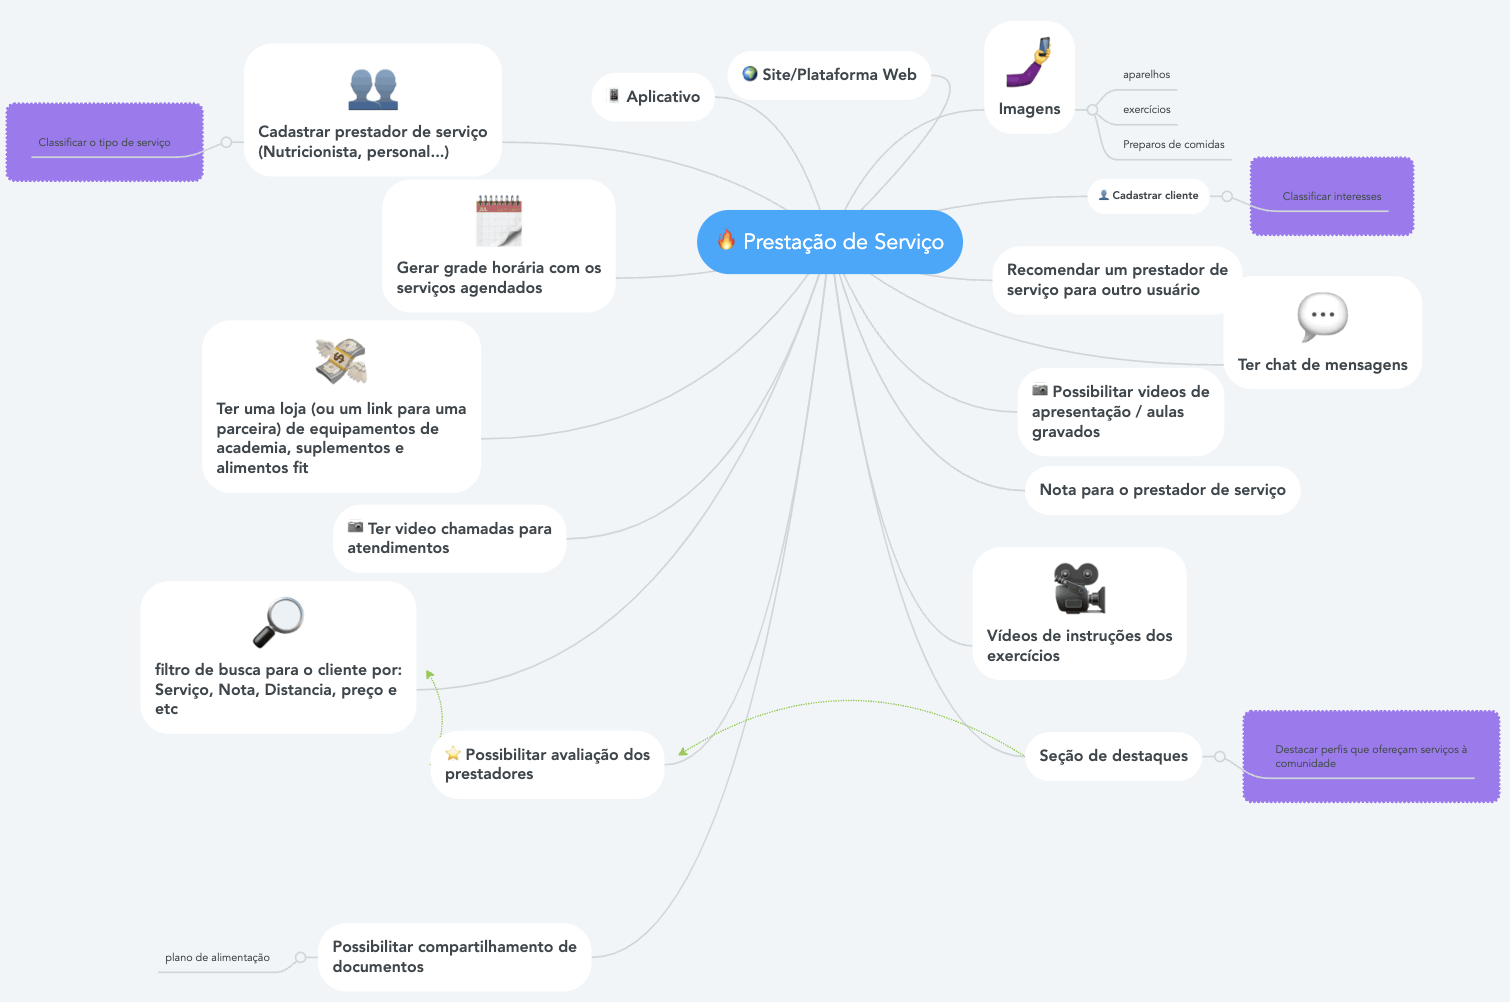 Prestação de Serviço
Site/Plataforma Web
Aplicativo
Imagens
aparelhos
exercícios
Preparos de comidas
Cadastrar prestador de serviço
(Nutricionista, personal...)
Classificar o tipo de serviço
Cadastrar cliente
Classificar interesses
Gerar grade horária com os
serviços agendados
Recomendar um prestador de
serviço para outro usuário
Ter chat de mensagens
Ter uma loja (ou um link para uma
parceira) de equipamentos de
academia, suplementos e
alimentos fit
Possibilitar videos de
apresentação / aulas
gravados
Nota para o prestador de serviço
Ter video chamadas para
atendimentos
Vídeos de instruções dos
exercícios
filtro de busca para o cliente por:
Serviço, Nota, Distancia, preço e
etc
Possibilitar avaliação dos
prestadores
Seção de destaques
Destacar perfis que ofereçam serviços à
comunidade
Possibilitar compartilhamento de
documentos
plano de alimentação